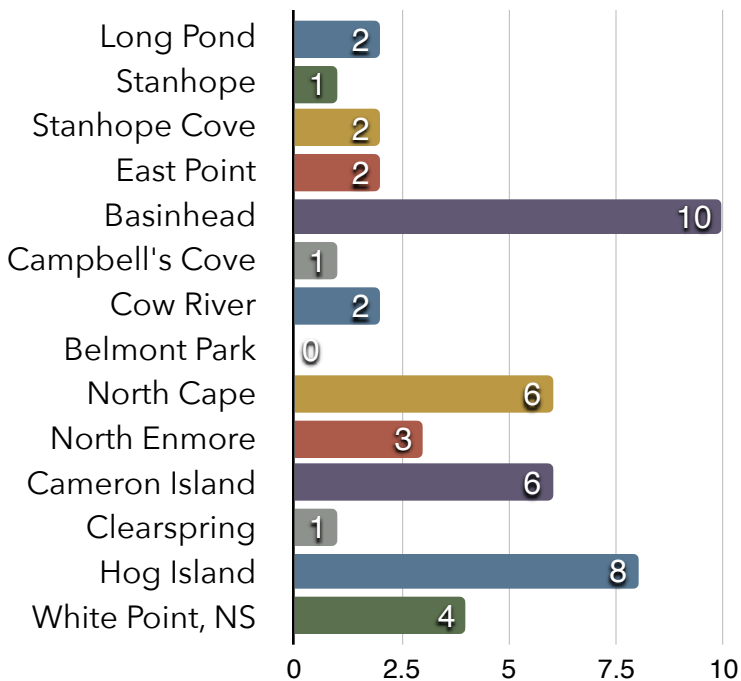 Long Pond 2
Stanhope 1
Stanhope Cove 2
East Point 2
Basinhead 10
Campbell's Cove 1
Cow River 2
Belmont Park 0
North Cape 6
North Enmore 3
Cameron Island 6
Clearspring 1
Hog Island 8
White Point, NS 4
0 2.5 5 7.5 10